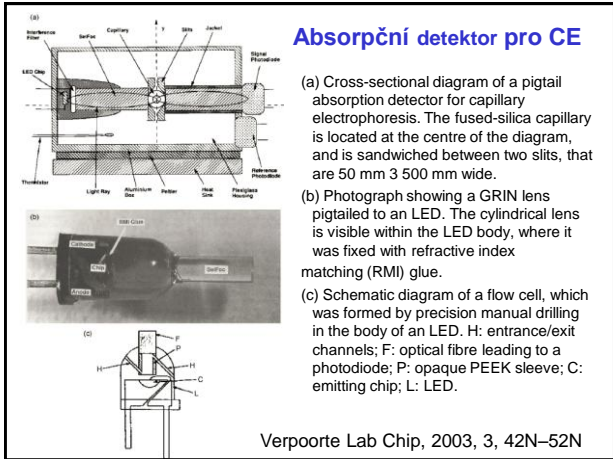 Absorpční detektor pro CE
(a)
Interference
Filter
SelFoc
Capillary
Y
Slits
Jacket
Signal
Photodiode
LED Chip
Thermistor
Light Ray
Aluminium
Box
Peltier
Heat
Sink
Plexiglass
Housing
Reference
Photodiode
(a) Cross-sectional diagram of a pigtail
absorption detector for capillary
electrophoresis. The fused-silica capillary
is located at the centre of the diagram,
and is sandwiched between two slits, that
are 50 mm 3 500 mm wide.
(b)
RMI Glue
Cathode
Chip
Anode
SelFoc
(b) Photograph showing a GRIN lens
pigtailed to an LED. The cylindrical lens
is visible within the LED body, where it
was fixed with refractive index
matching (RMI) glue.
(c)
F
P
H
H
C
L
(c) Schematic diagram of a flow cell, which
was formed by precision manual drilling
in the body of an LED. H: entrance/exit
channels; F: optical fibre leading to a
photodiode; P: opaque PEEK sleeve; C:
emitting chip; L: LED.
Verpoorte Lab Chip, 2003, 3, 42N–52N